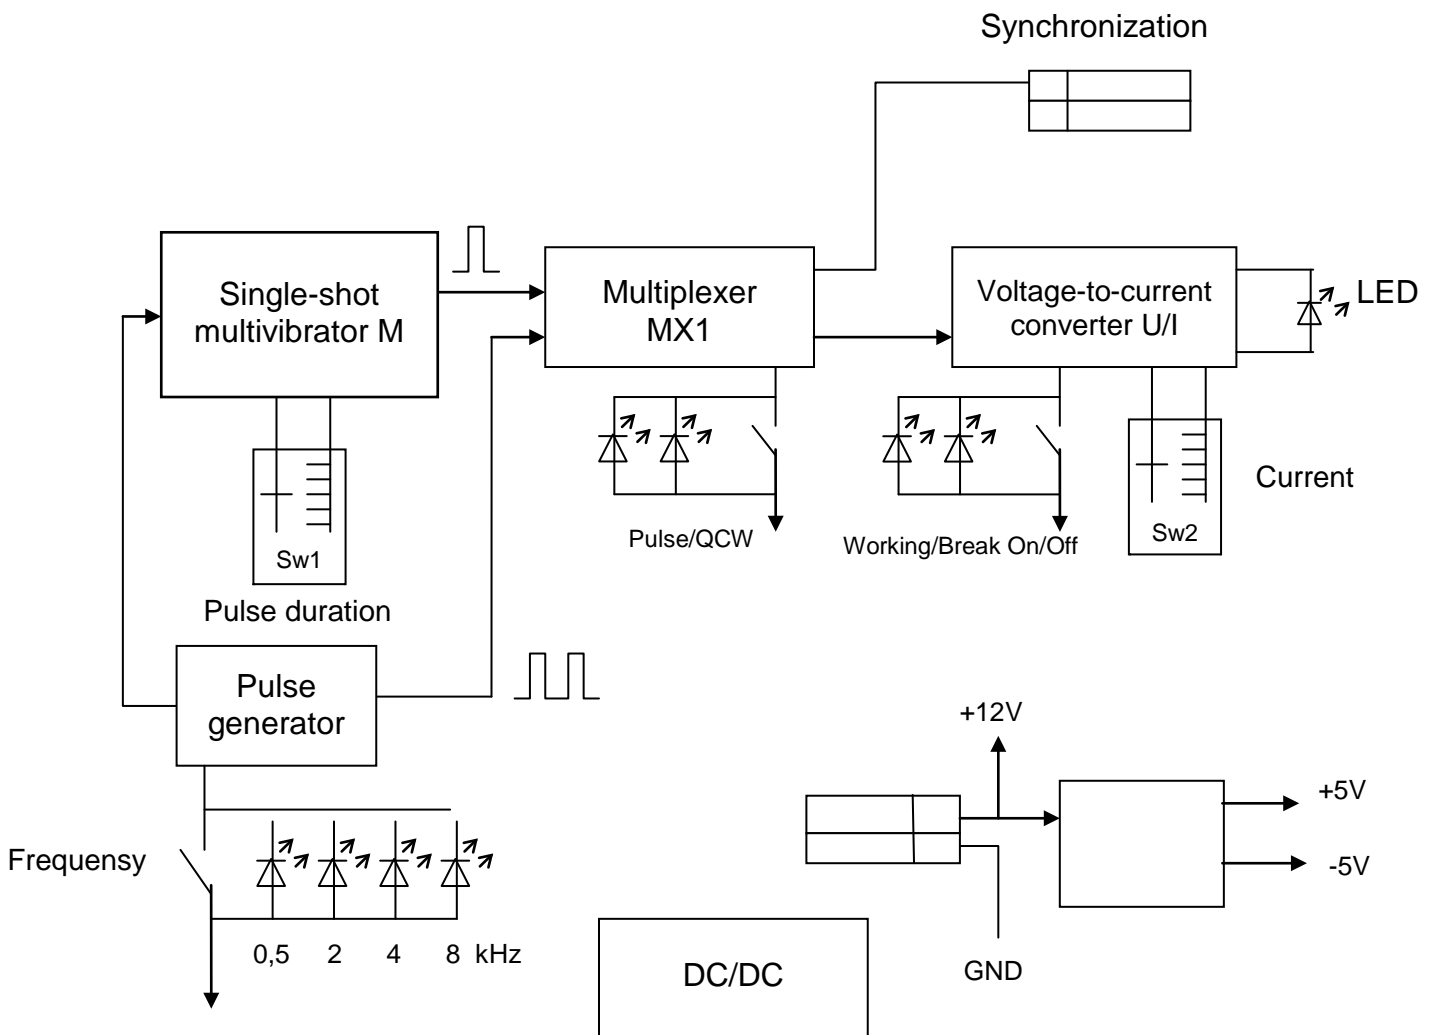 Synchronization
Single-shot
multivibrator M
Multiplexer
MX1
Voltage-to-current
converter U/I
LED
Sw1
Pulse/QCW
Working/Break On/Off
Sw2
Current
Pulse duration
Pulse
generator
+12V
+5V
-5V
Frequensy
0,5 2 4 8 kHz
DC/DC
GND